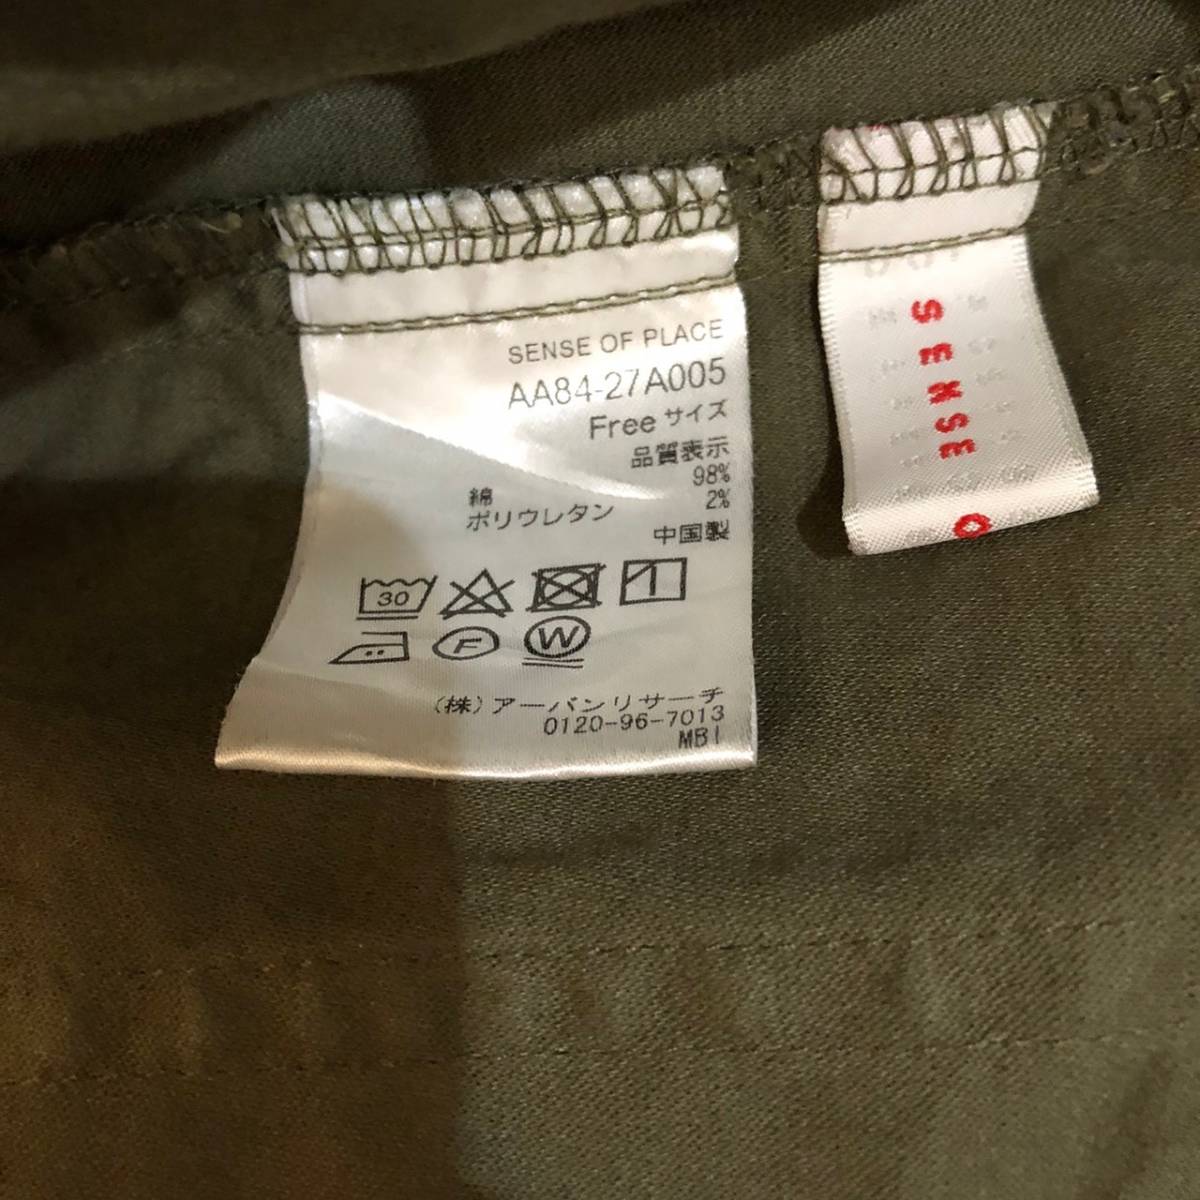 SENSE OF PLACE
AA84-27A005
Free サイズ
品質表示
98%
綿
2%
ポリウレタン
中国製
30
F
W
(株)アーバンリサーチ
0120-96-7013
MB1
SENSE
O